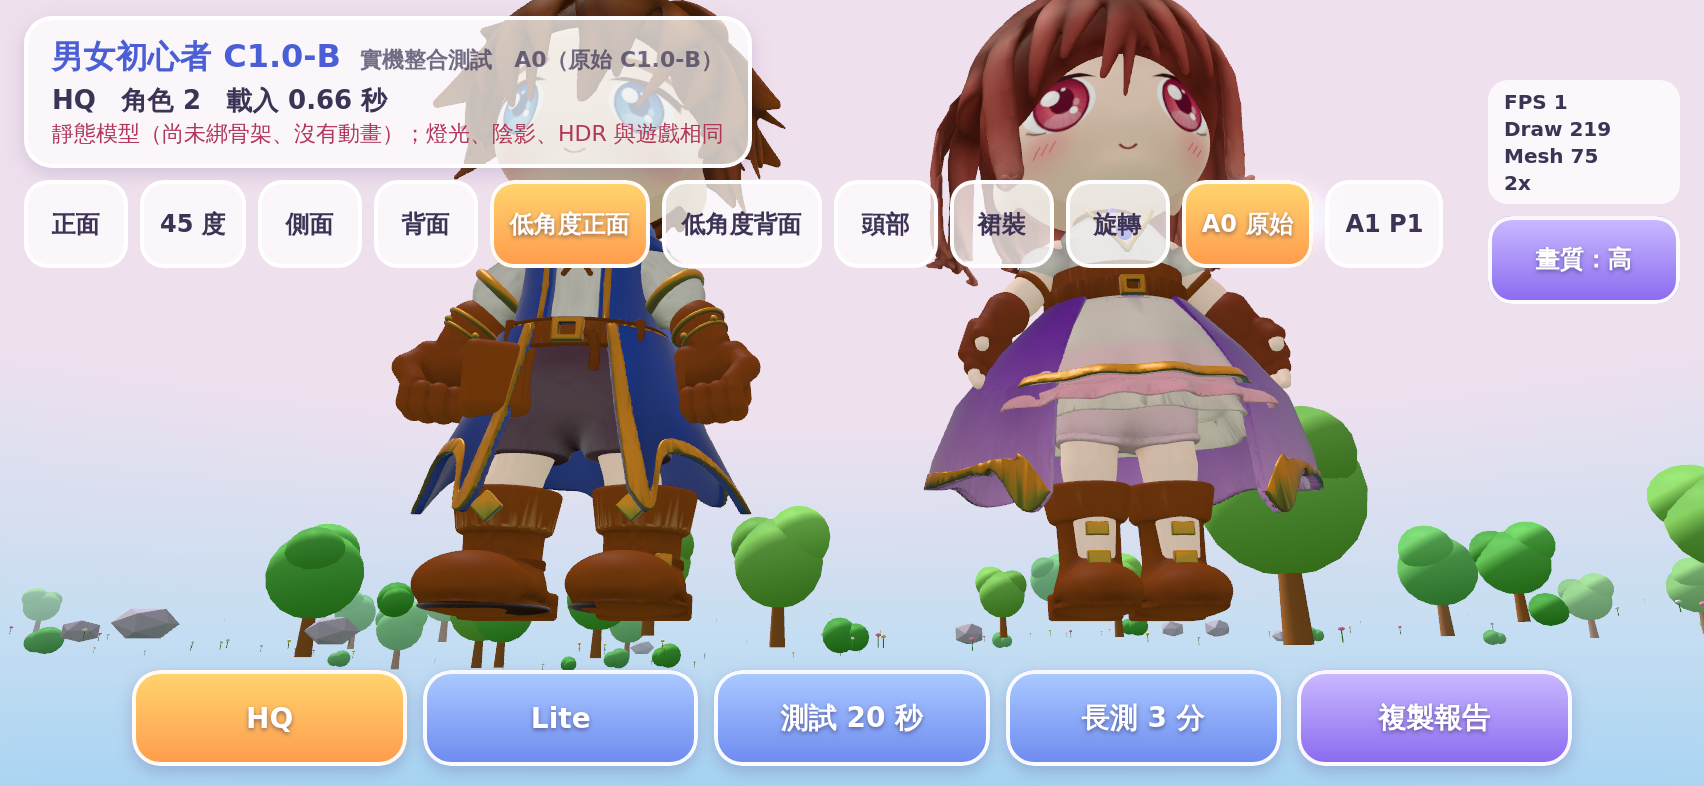 男女初心者 C1.0-B 實機整合測試 A0（原始 C1.0-B）
HQ 角色 2 載入 0.66 秒
靜態模型（尚未綁骨架、沒有動畫）；燈光、陰影、HDR 與遊戲相同
FPS 1
Draw 219
Mesh 75
2x
正面 45 度 側面 背面 低角度正面 低角度背面 頭部 裙裝 旋轉 A0 原始 A1 P1
畫質：高
HQ Lite 測試 20 秒 長測 3 分 複製報告